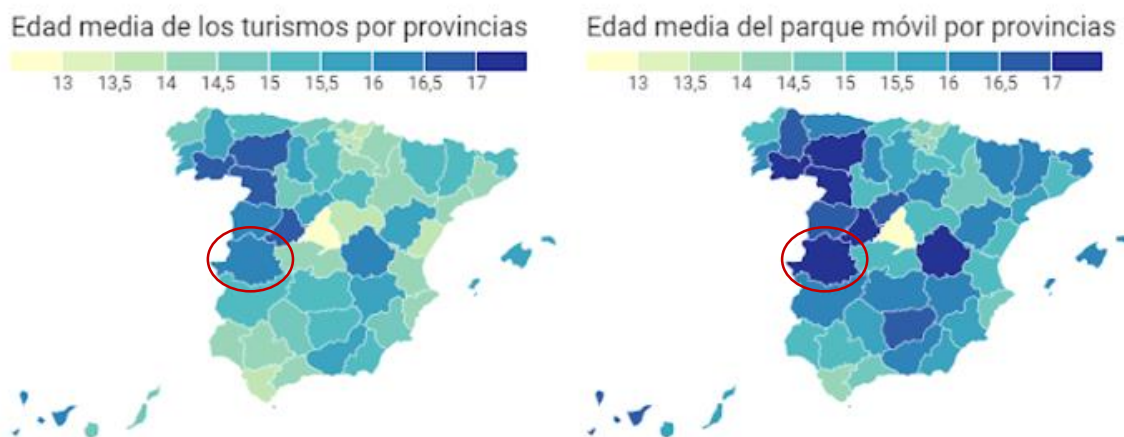 Edad media de los turismos por provincias
13 13,5 14 14,5 15 15,5 16 16,5 17
Edad media del parque móvil por provincias
13 13,5 14 14,5 15 15,5 16 16,5 17